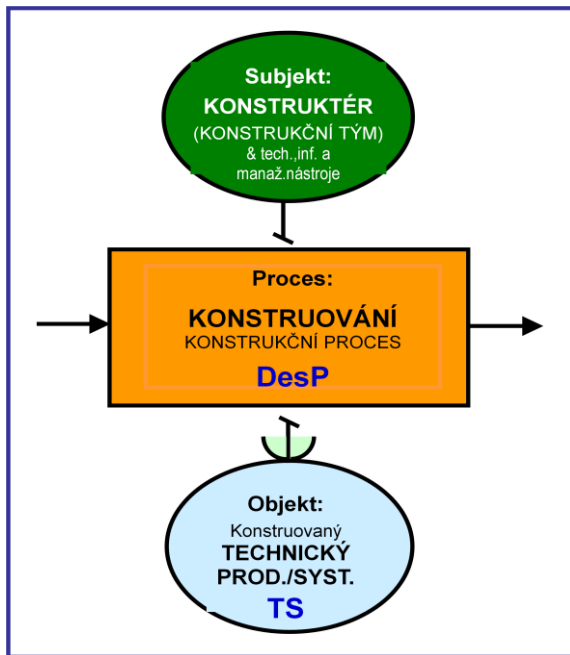 Subjekt:
KONSTRUKTÉR
(KONSTRUKČNÍ TÝM)
& tech.,inf. a
manaž.nástroje
Proces:
KONSTRUOVÁNÍ
KONSTRUKČNÍ PROCES
DesP
Objekt:
Konstruovaný
TECHNICKÝ
PROD./SYST.
TS